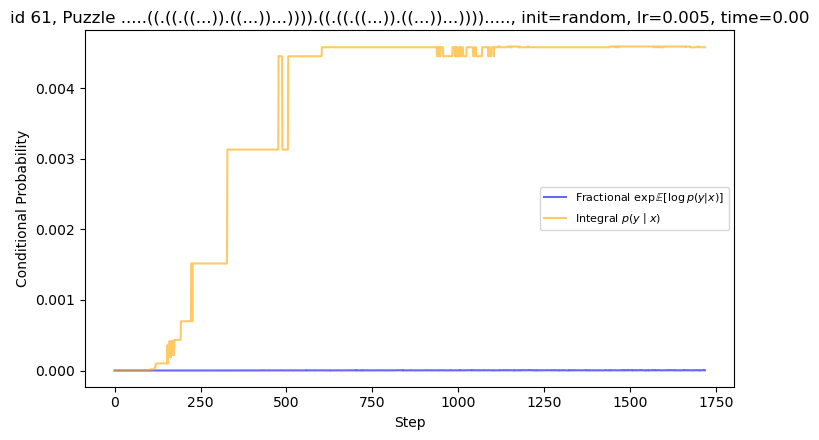 id 61, Puzzle .....((.((.((...)).((...))...)))).((.((.((...)).((...))...))))....., init=random, lr=0.005, time=0.00
Conditional Probability
0.004
0.003
0.002
0.001
0.000
Fractional exp𝔼[log p(y|x)]
Integral p(y | x)
0 250 500 750 1000 1250 1500 1750
Step